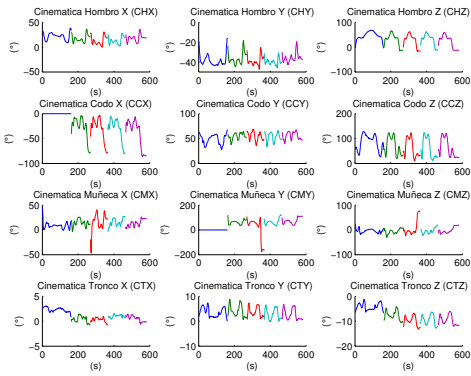 Cinematica Hombro X (CHX) Cinematica Hombro Y (CHY) Cinematica Hombro Z (CHZ)
50 0 −50 (°) 0 200 400 600 (s)
0 −20 −40 (°) 0 200 400 600 (s)
100 0 −100 (°) 0 200 400 600 (s)
Cinematica Codo X (CCX) Cinematica Codo Y (CCY) Cinematica Codo Z (CCZ)
0 −50 −100 (°) 0 200 400 600 (s)
100 50 0 (°) 0 200 400 600 (s)
200 100 0 (°) 0 200 400 600 (s)
Cinematica Muñeca X (CMX) Cinematica Muñeca Y (CMY) Cinematica Muñeca Z (CMZ)
50 0 −50 (°) 0 200 400 600 (s)
200 0 −200 (°) 0 200 400 600 (s)
100 0 −100 (°) 0 200 400 600 (s)
Cinematica Tronco X (CTX) Cinematica Tronco Y (CTY) Cinematica Tronco Z (CTZ)
5 0 −5 (°) 0 200 400 600 (s)
10 0 −10 (°) 0 200 400 600 (s)
0 −10 −20 (°) 0 200 400 600 (s)